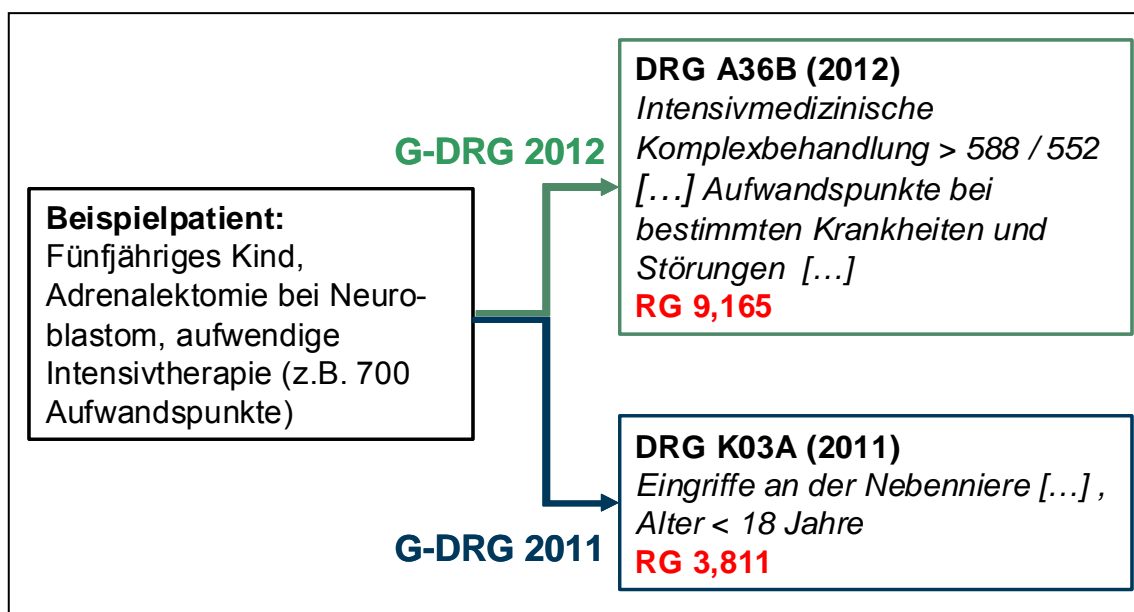 Beispielpatient:
Fünfjähriges Kind,
Adrenalektomie bei Neuro-
blastom, aufwendige
Intensivtherapie (z.B. 700
Aufwandspunkte)
G-DRG 2012
DRG A36B (2012)
Intensivmedizinische
Komplexbehandlung > 588 / 552
[…] Aufwandspunkte bei
bestimmten Krankheiten und
Störungen […]
RG 9,165
G-DRG 2011
DRG K03A (2011)
Eingriffe an der Nebenniere […] ,
Alter < 18 Jahre
RG 3,811